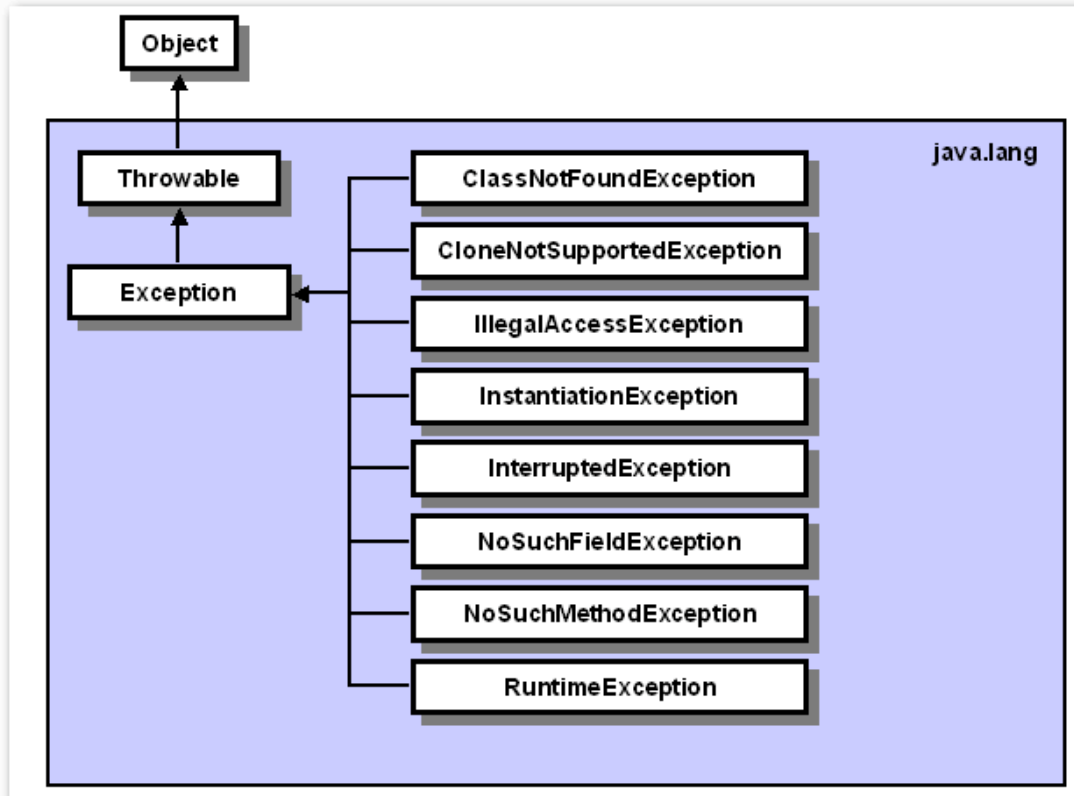 Object
java.lang
Throwable
Exception
ClassNotFoundException
CloneNotSupportedException
IllegalAccessException
InstantiationException
InterruptedException
NoSuchFieldException
NoSuchMethodException
RuntimeException